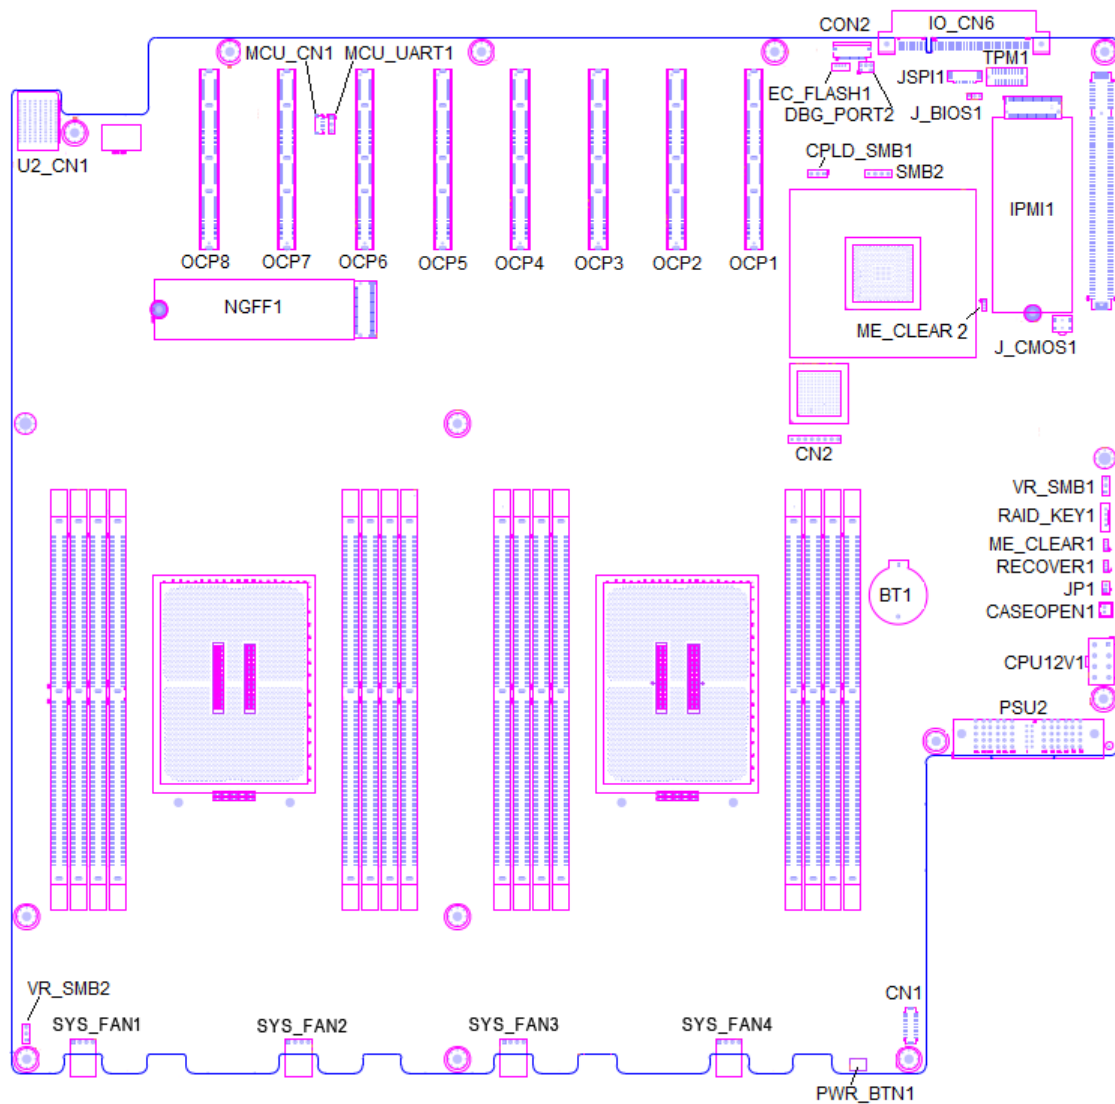 CON2 IO_CN6
MCU_CN1 MCU_UART1
TPM1
JSPI1
EC_FLASH1
DBG_PORT2
J_BIOS1
U2_CN1
CPLD_SMB1
SMB2
IPMI1
OCP8 OCP7 OCP6 OCP5 OCP4 OCP3 OCP2 OCP1
NGFF1
ME_CLEAR 2
J_CMOS1
CN2
VR_SMB1
RAID_KEY1
ME_CLEAR1
RECOVER1
JP1
BT1
CASEOPEN1
CPU12V1
PSU2
VR_SMB2
CN1
SYS_FAN1 SYS_FAN2 SYS_FAN3 SYS_FAN4
PWR_BTN1